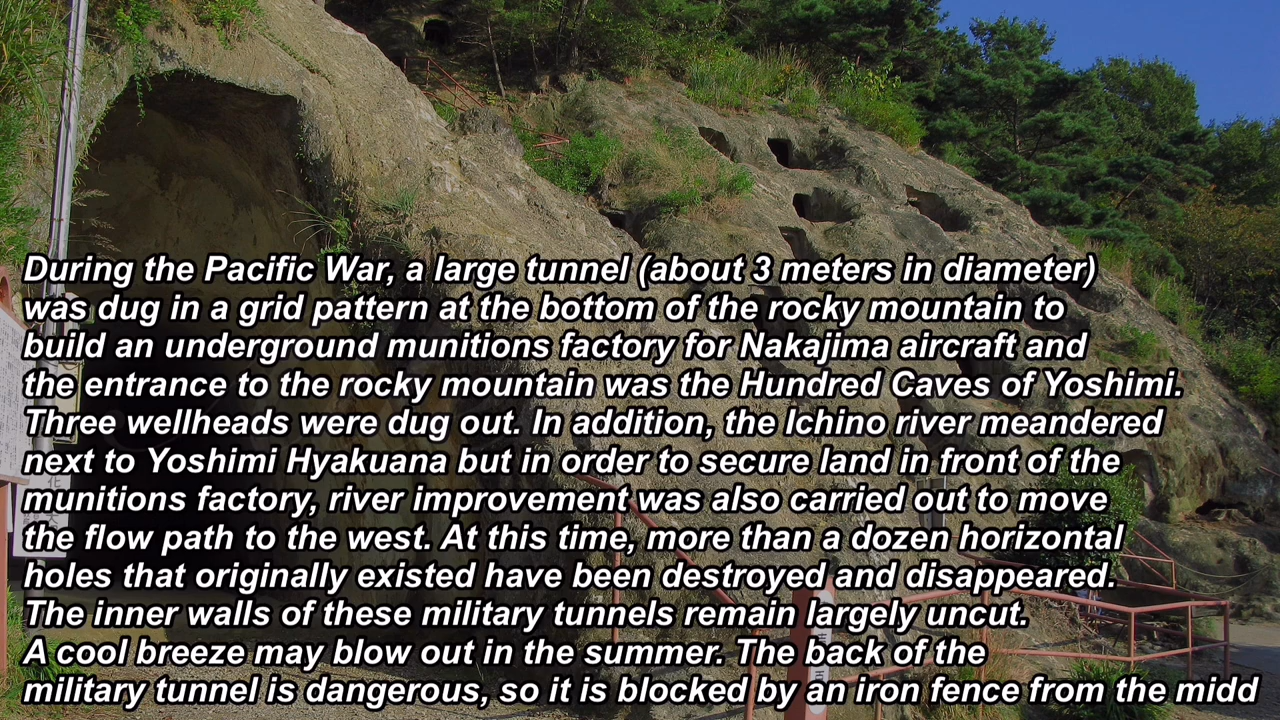 During the Pacific War, a large tunnel (about 3 meters in diameter)
was dug in a grid pattern at the bottom of the rocky mountain to
build an underground munitions factory for Nakajima aircraft and
the entrance to the rocky mountain was the Hundred Caves of Yoshimi.
Three wellheads were dug out. In addition, the Ichino river meandered
next to Yoshimi Hyakuana but in order to secure land in front of the
munitions factory, river improvement was also carried out to move
the flow path to the west. At this time, more than a dozen horizontal
holes that originally existed have been destroyed and disappeared.
The inner walls of these military tunnels remain largely uncut.
A cool breeze may blow out in the summer. The back of the
military tunnel is dangerous, so it is blocked by an iron fence from the midd